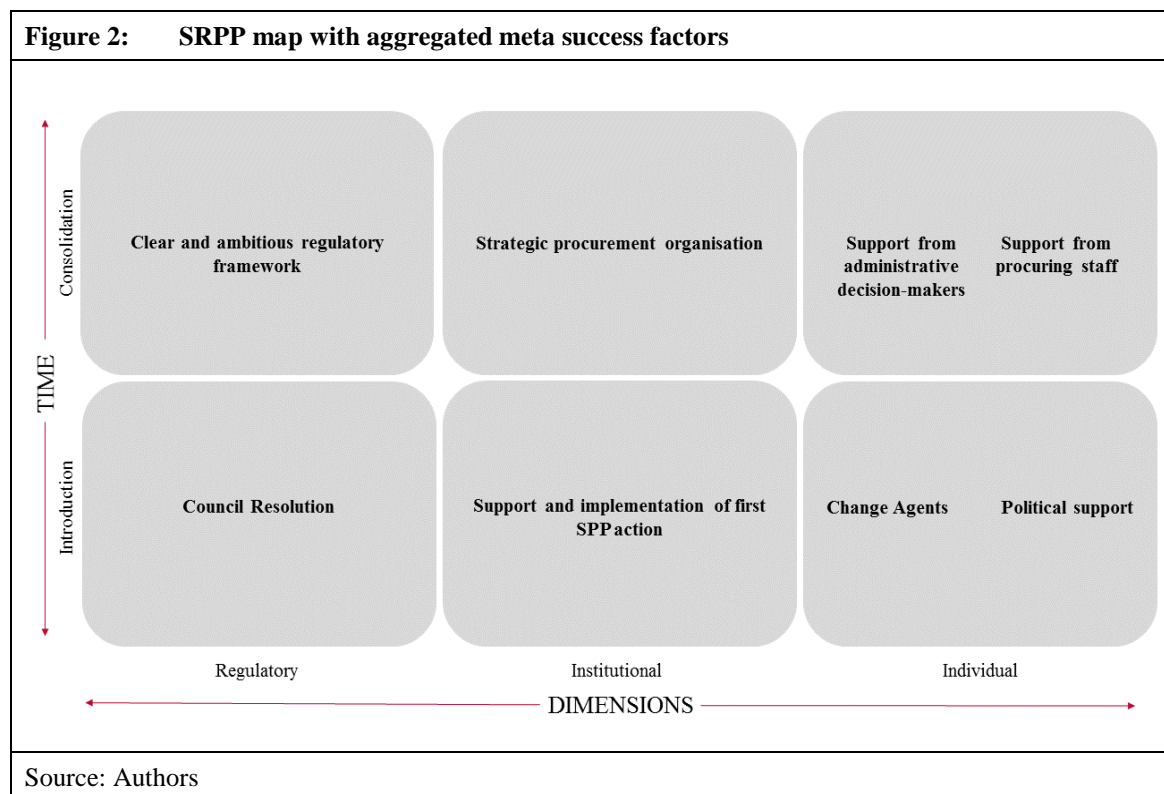 Figure 2: SRPP map with aggregated meta success factors
Consolidation
Clear and ambitious regulatory
framework
Strategic procurement organisation
Support from
administrative
decision-makers
Support from
procuring staff
TIME
Introduction
Council Resolution
Support and implementation of first
SPP action
Change Agents
Political support
Regulatory
Institutional
Individual
DIMENSIONS
Source: Authors